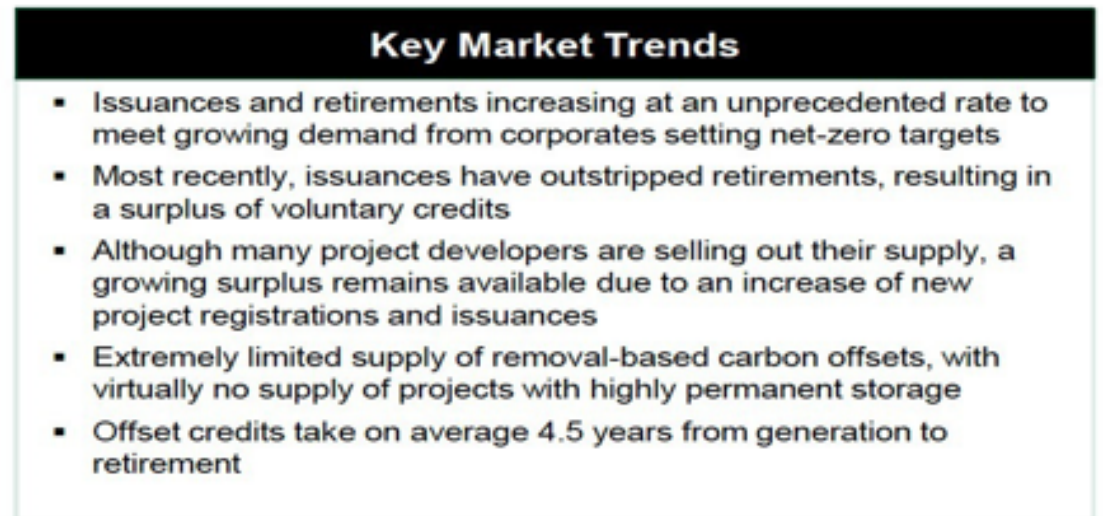 Key Market Trends
▪ Issuances and retirements increasing at an unprecedented rate to
meet growing demand from corporates setting net-zero targets
▪ Most recently, issuances have outstripped retirements, resulting in
a surplus of voluntary credits
▪ Although many project developers are selling out their supply, a
growing surplus remains available due to an increase of new
project registrations and issuances
▪ Extremely limited supply of removal-based carbon offsets, with
virtually no supply of projects with highly permanent storage
▪ Offset credits take on average 4.5 years from generation to
retirement